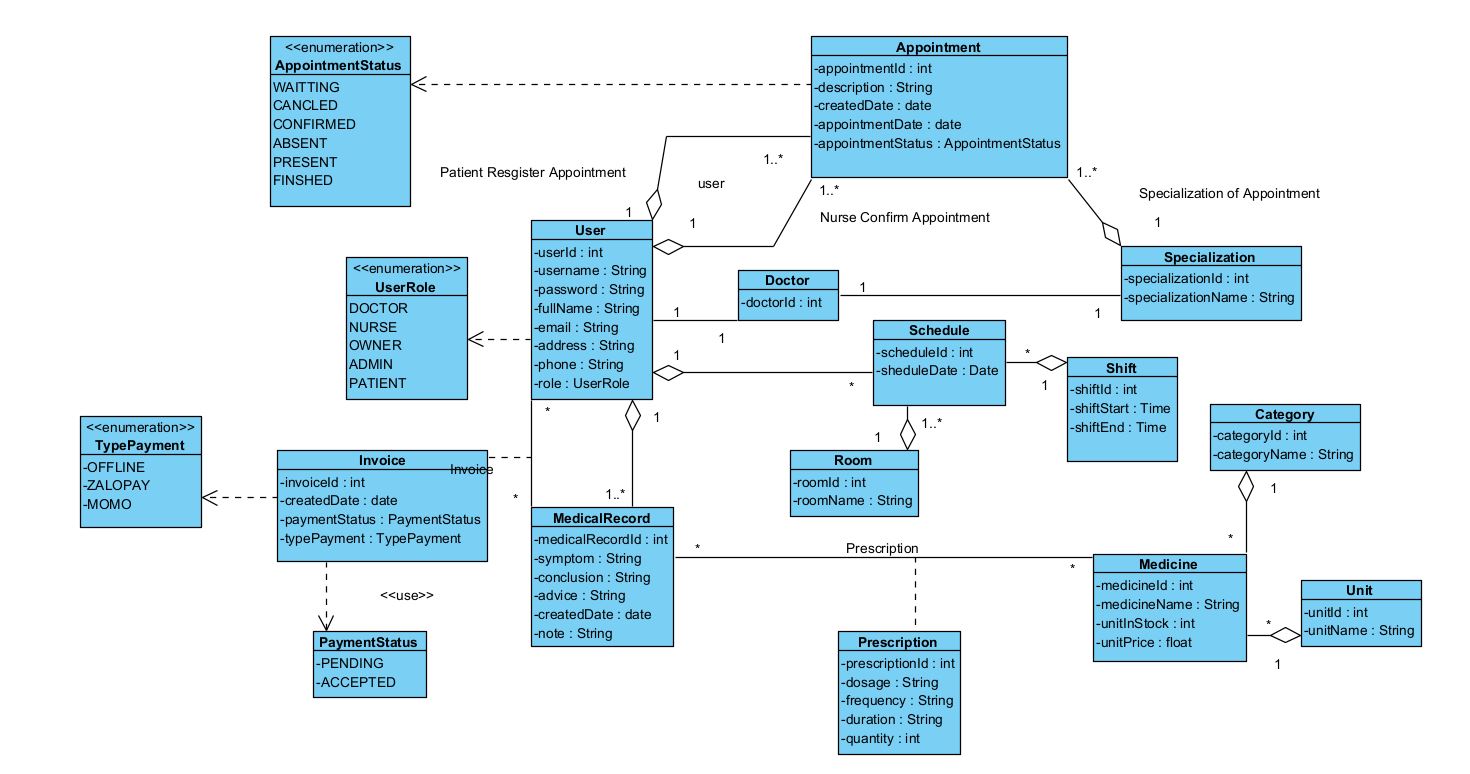 <<enumeration>>
AppointmentStatus
WAITTING
CANCLED
CONFIRMED
ABSENT
PRESENT
FINSHED
Appointment
-appointmentId : int
-description : String
-createdDate : date
-appointmentDate : date
-appointmentStatus : AppointmentStatus
1..*
Patient Resgister Appointment
user
1
1
1..*
Nurse Confirm Appointment
1..*
Specialization of Appointment
1
User
-userId : int
-username : String
-password : String
-fullName : String
-email : String
-address : String
-phone : String
-role : UserRole
<<enumeration>>
UserRole
DOCTOR
NURSE
OWNER
ADMIN
PATIENT
Doctor
-doctorId : int
1
1
1
1
Specialization
-specializationId : int
-specializationName : String
Schedule
-scheduleId : int
-sheduleDate : Date
1
*
*
1
Shift
-shiftId : int
-shiftStart : Time
-shiftEnd : Time
1
1..*
Room
-roomId : int
-roomName : String
Category
-categoryId : int
-categoryName : String
1
*
<<enumeration>>
TypePayment
-OFFLINE
-ZALOPAY
-MOMO
Invoice
-invoiceId : int
-createdDate : date
-paymentStatus : PaymentStatus
-typePayment : TypePayment
Invoice
*
*
1
1..*
<<use>>
PaymentStatus
-PENDING
-ACCEPTED
MedicalRecord
-medicalRecordId : int
-symptom : String
-conclusion : String
-advice : String
-createdDate : date
-note : String
*
Prescription
*
Medicine
-medicineId : int
-medicineName : String
-unitInStock : int
-unitPrice : float
*
1
Unit
-unitId : int
-unitName : String
Prescription
-prescriptionId : int
-dosage : String
-frequency : String
-duration : String
-quantity : int